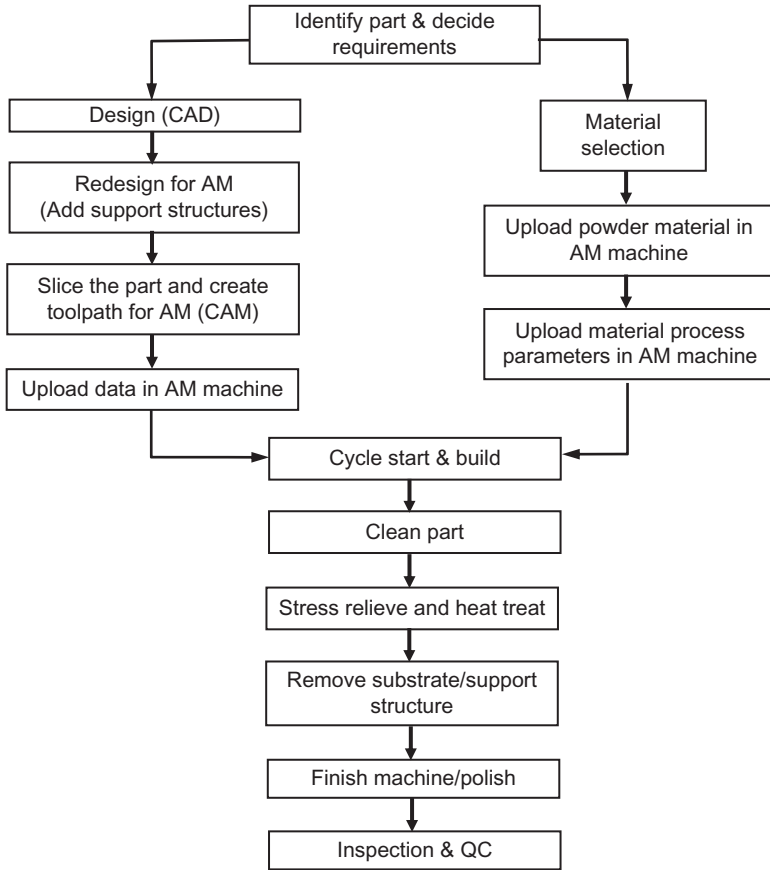 Identify part & decide
requirements
Design (CAD)
Redesign for AM
(Add support structures)
Slice the part and create
toolpath for AM (CAM)
Upload data in AM machine
Material
selection
Upload powder material in
AM machine
Upload material process
parameters in AM machine
Cycle start & build
Clean part
Stress relieve and heat treat
Remove substrate/support
structure
Finish machine/polish
Inspection & QC